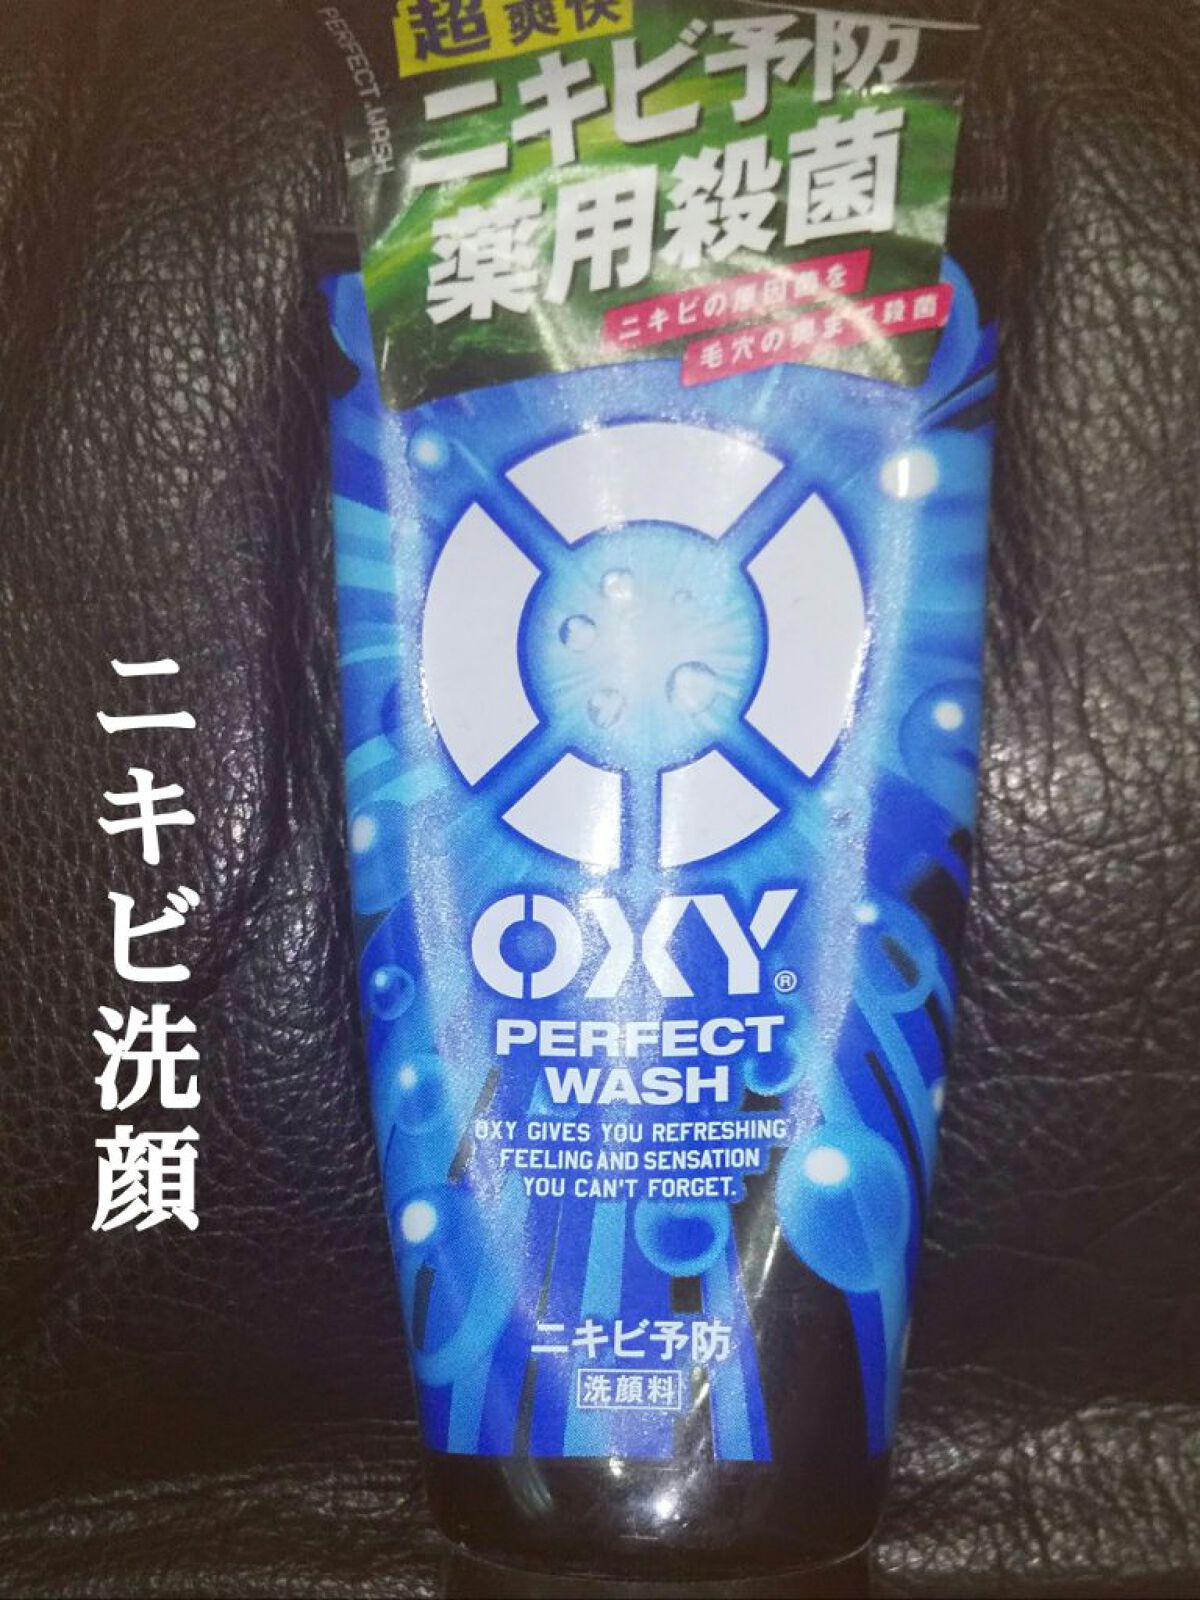 超爽快
PERFECT WASH
ニキビ予防
薬用殺菌
ニキビの原因菌を
毛穴の奥まで殺菌
OXY®
PERFECT
WASH
OXY GIVES YOU REFRESHING
FEELING AND SENSATION
YOU CAN'T FORGET.
ニキビ予防
洗顔料
ニキビ洗顔